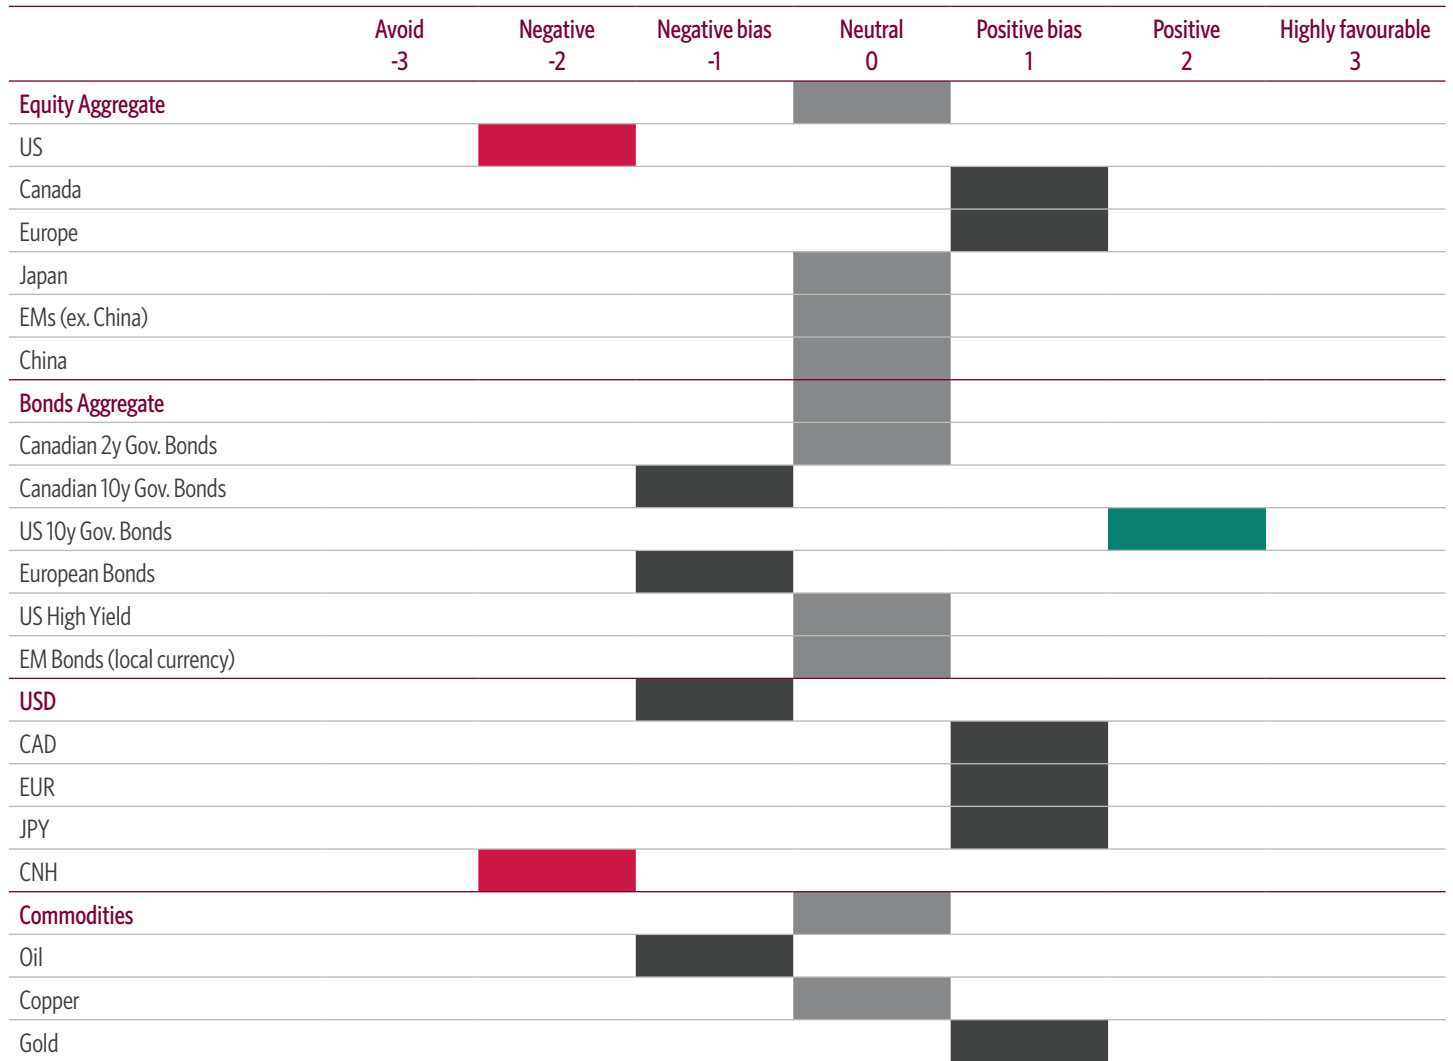 Avoid Negative Negative bias Neutral Positive bias Positive Highly favourable
-3 -2 -1 0 1 2 3
Equity Aggregate
US
Canada
Europe
Japan
EMs (ex. China)
China
Bonds Aggregate
Canadian 2y Gov. Bonds
Canadian 10y Gov. Bonds
US 10y Gov. Bonds
European Bonds
US High Yield
EM Bonds (local currency)
USD
CAD
EUR
JPY
CNH
Commodities
Oil
Copper
Gold